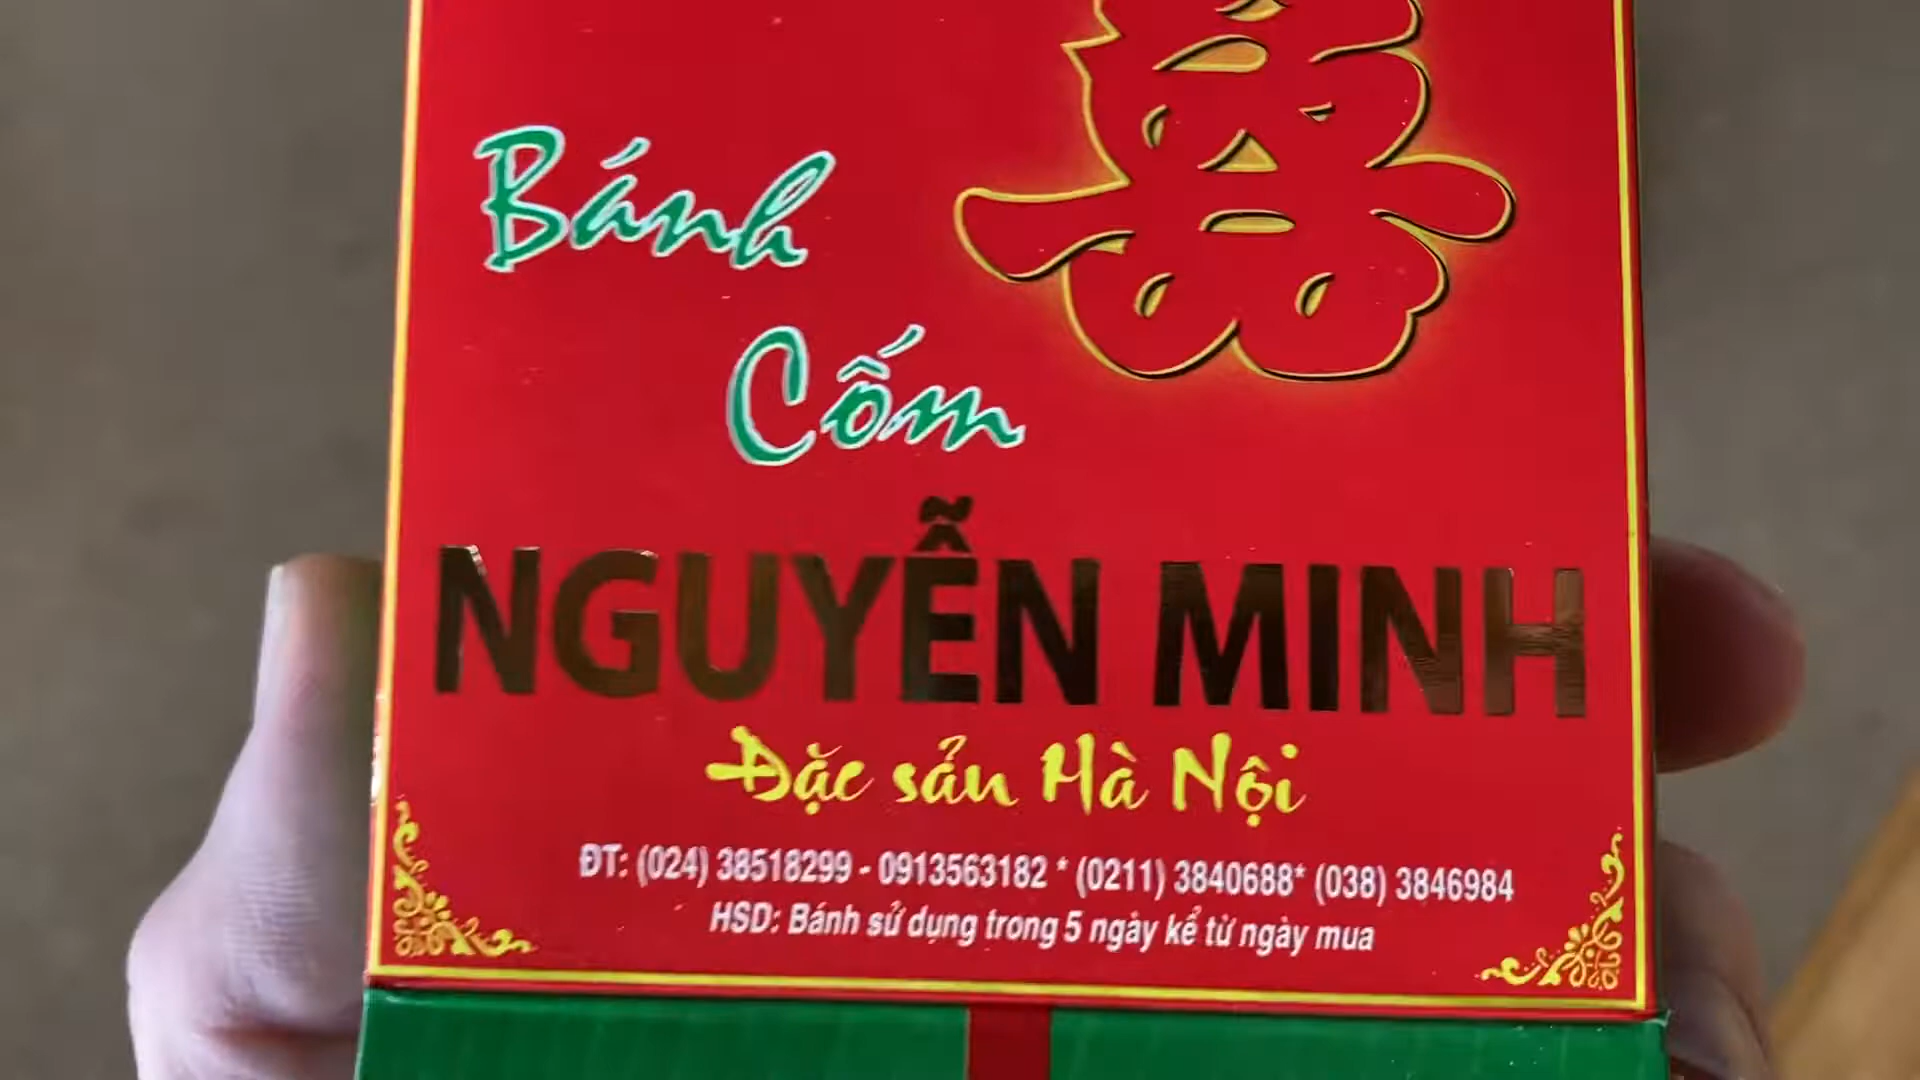 Bánh
Cốm
NGUYỄN MINH
Đặc sản Hà Nội
ĐT: (024) 38518299 - 0913563182 * (0211) 3840688* (038) 3846984
HSD: Bánh sử dụng trong 5 ngày kể từ ngày mua